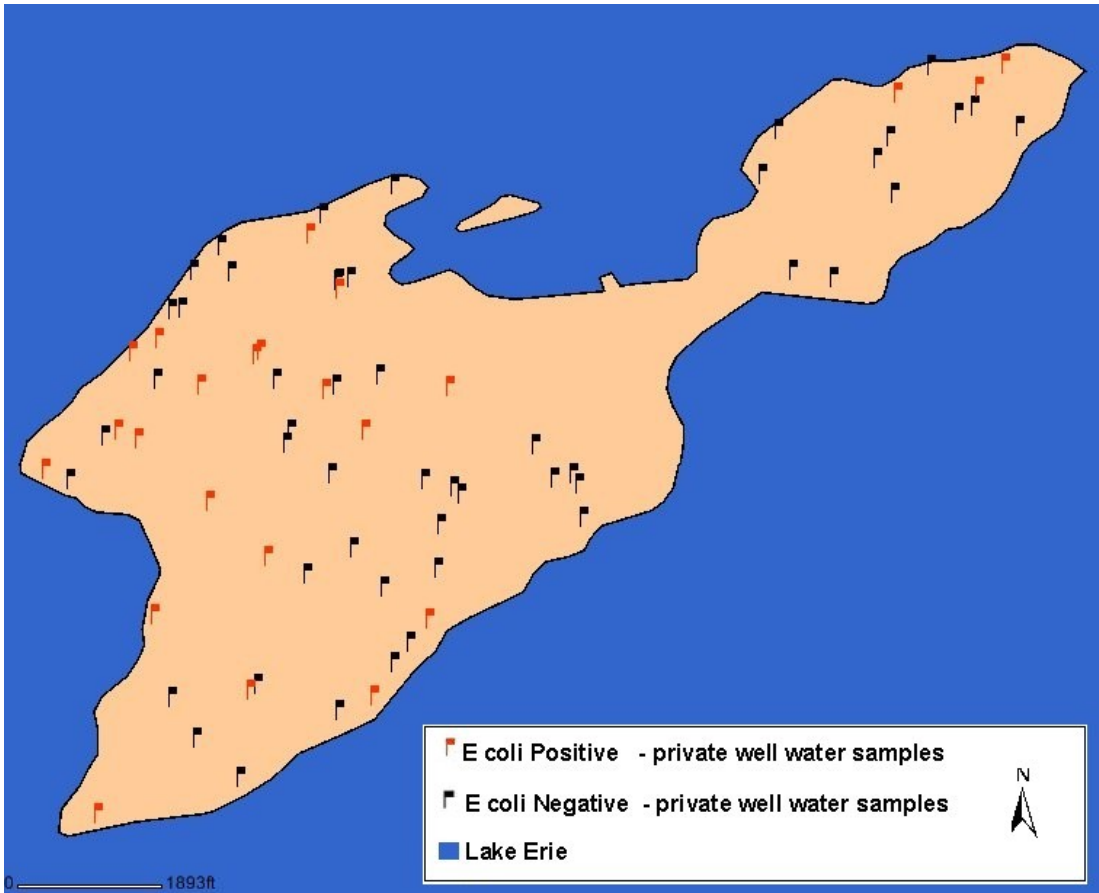 E coli Positive - private well water samples
E coli Negative - private well water samples
N
Lake Erie
0 1893ft